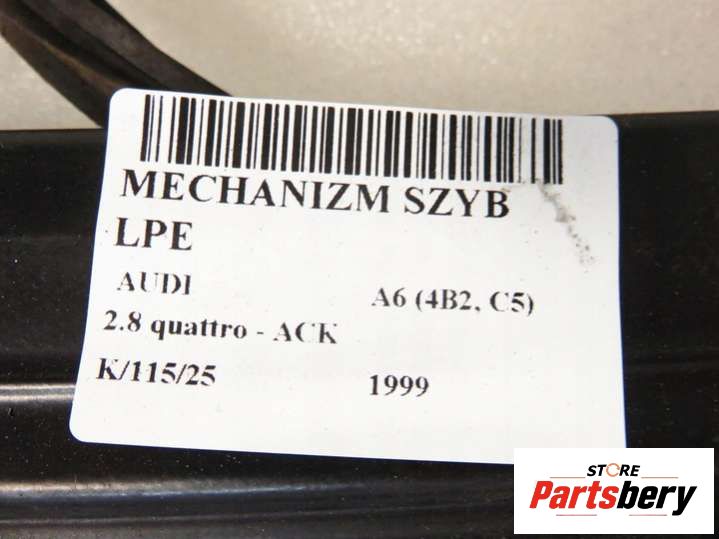 MECHANIZM SZYB
LPE
AUDI
A6 (4B2, C5)
2.8 quattro - ACK
K/115/25
1999
STORE
Partsbery